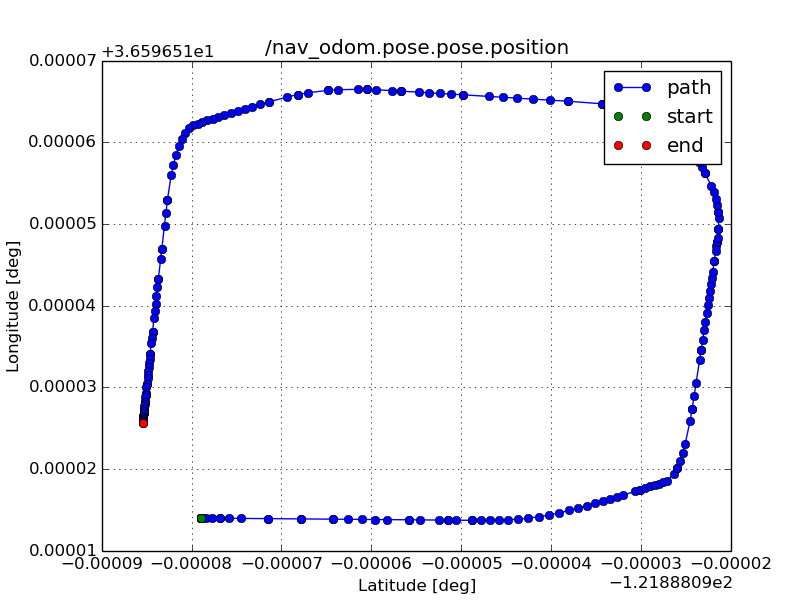 +3.659651e1
/nav_odom.pose.pose.position
0.00007
0.00006
0.00005
0.00004
0.00003
0.00002
0.00001
Longitude [deg]
path
start
end
−0.00009 −0.00008 −0.00007 −0.00006 −0.00005 −0.00004 −0.00003 −0.00002
Latitude [deg]
−1.2188809e2